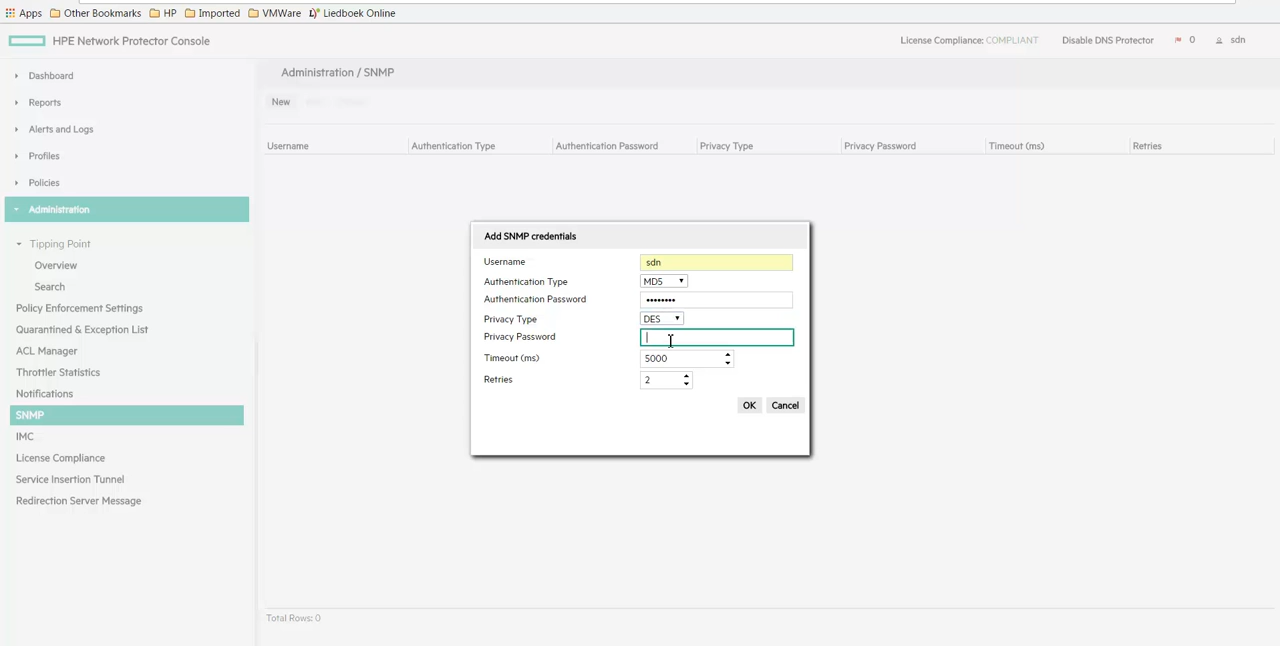 Apps Other Bookmarks HP Imported VMWare Liedboek Online
HPE Network Protector Console License Compliance: COMPLIANT Disable DNS Protector 0 sdn
Dashboard
Reports
Alerts and Logs
Profiles
Policies
Administration
Tipping Point
Overview
Search
Policy Enforcement Settings
Quarantined & Exception List
ACL Manager
Throttler Statistics
Notifications
SNMP
IMC
License Compliance
Service Insertion Tunnel
Redirection Server Message
Administration / SNMP
New
Username Authentication Type Authentication Password Privacy Type Privacy Password Timeout (ms) Retries
Add SNMP credentials
Username sdn
Authentication Type MD5
Authentication Password ••••••••
Privacy Type DES
Privacy Password
Timeout (ms) 5000
Retries 2
OK Cancel
Total Rows: 0